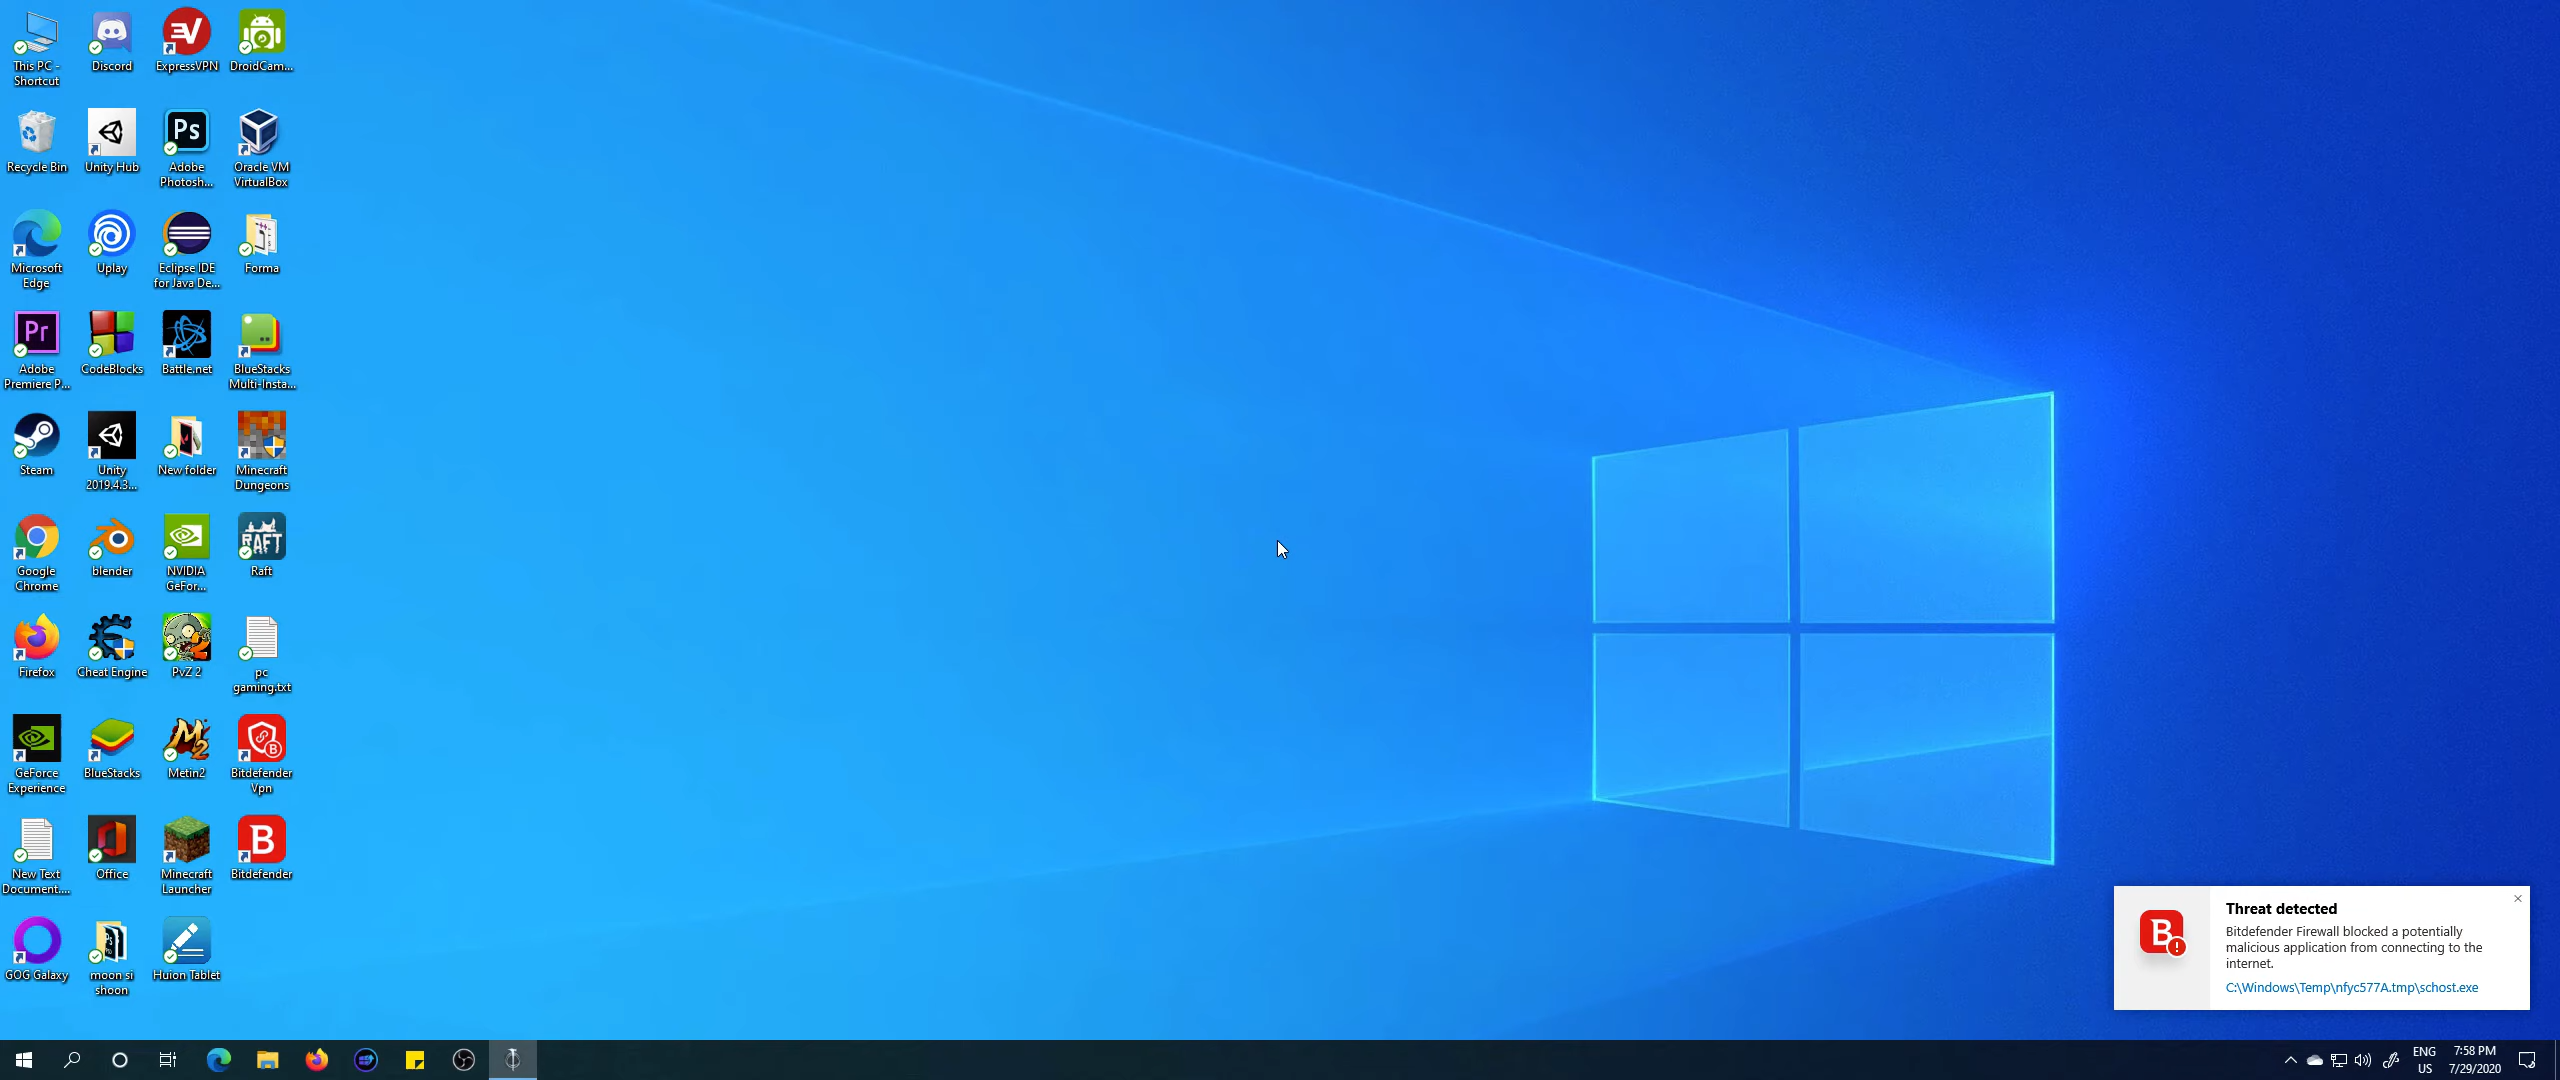 This PC -
Shortcut
Discord
ExpressVPN
DroidCam...
Recycle Bin
Unity Hub
Ps
Adobe
Photosh...
Oracle VM
VirtualBox
Microsoft
Edge
Uplay
Eclipse IDE
for Java De...
Forma
Pr
Adobe
Premiere P...
CodeBlocks
Battle.net
BlueStacks
Multi-Insta...
Steam
Unity
2019.4.3...
New folder
Minecraft
Dungeons
Google
Chrome
blender
NVIDIA
GeFor...
RAFT
Raft
Firefox
Cheat Engine
PvZ 2
pc
gaming.txt
GeForce
Experience
BlueStacks
Metin2
Bitdefender
Vpn
New Text
Document....
Office
Minecraft
Launcher
B
Bitdefender
GOG Galaxy
moon si
shoon
Huion Tablet
B
Threat detected
Bitdefender Firewall blocked a potentially
malicious application from connecting to the
internet.
C:\Windows\Temp\nfyc577A.tmp\schost.exe
ENG
US
7:58 PM
7/29/2020